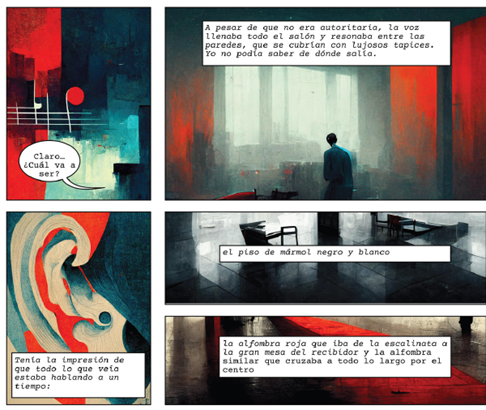 Claro…
¿Cuál va a
ser?
A pesar de que no era autoritaria, la voz
llenaba todo el salón y resonaba entre las
paredes, que se cubrían con lujosos tapices.
Yo no podía saber de dónde salía.
Tenía la impresión de
que todo lo que veía
estaba hablando a un
tiempo:
el piso de mármol negro y blanco
la alfombra roja que iba de la escalinata a
la gran mesa del recibidor y la alfombra
similar que cruzaba a todo lo largo por el
centro